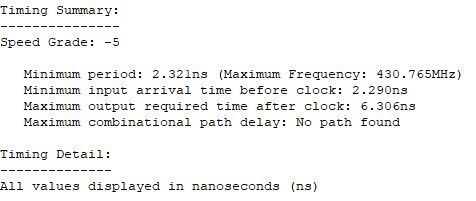 Timing Summary:
---------------
Speed Grade: -5
Minimum period: 2.321ns (Maximum Frequency: 430.765MHz)
Minimum input arrival time before clock: 2.290ns
Maximum output required time after clock: 6.306ns
Maximum combinational path delay: No path found
Timing Detail:
--------------
All values displayed in nanoseconds (ns)